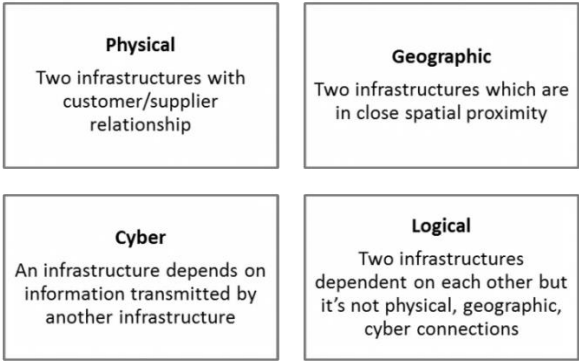 Physical
Two infrastructures with
customer/supplier
relationship
Geographic
Two infrastructures which are
in close spatial proximity
Cyber
An infrastructure depends on
information transmitted by
another infrastructure
Logical
Two infrastructures
dependent on each other but
it's not physical, geographic,
cyber connections